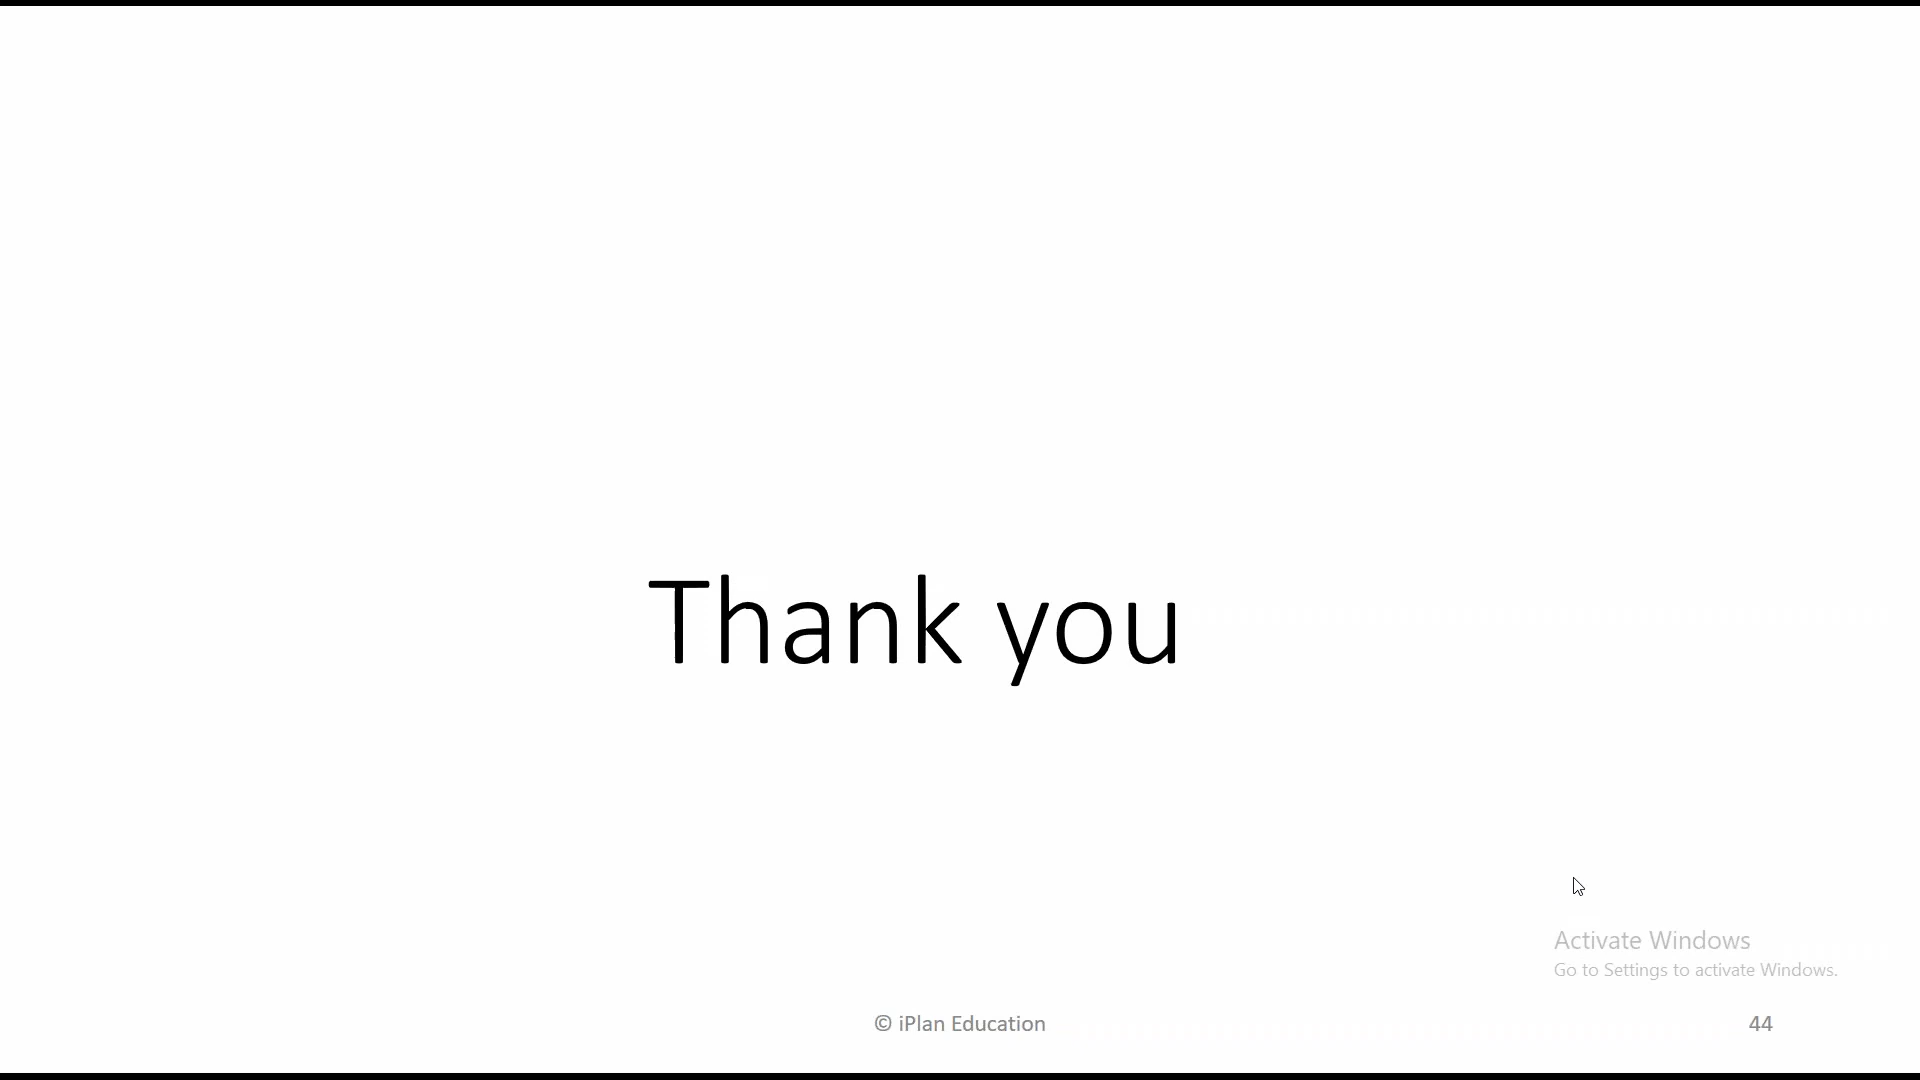 Thank you
Activate Windows
Go to Settings to activate Windows.
© iPlan Education
44